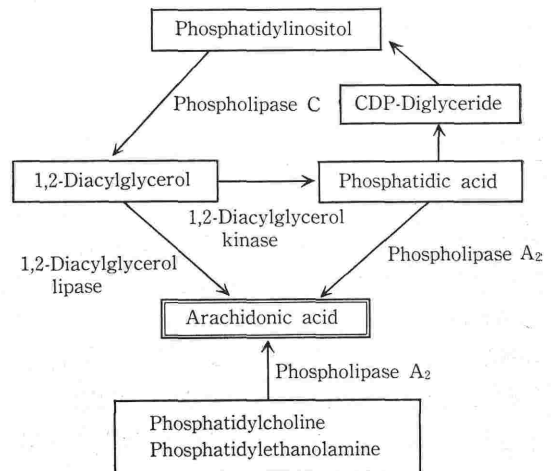 Phosphatidylinositol
Phospholipase C
CDP-Diglyceride
1,2-Diacylglycerol
Phosphatidic acid
1,2-Diacylglycerol
kinase
1,2-Diacylglycerol
lipase
Phospholipase A₂
Arachidonic acid
Phospholipase A₂
Phosphatidylcholine
Phosphatidylethanolamine